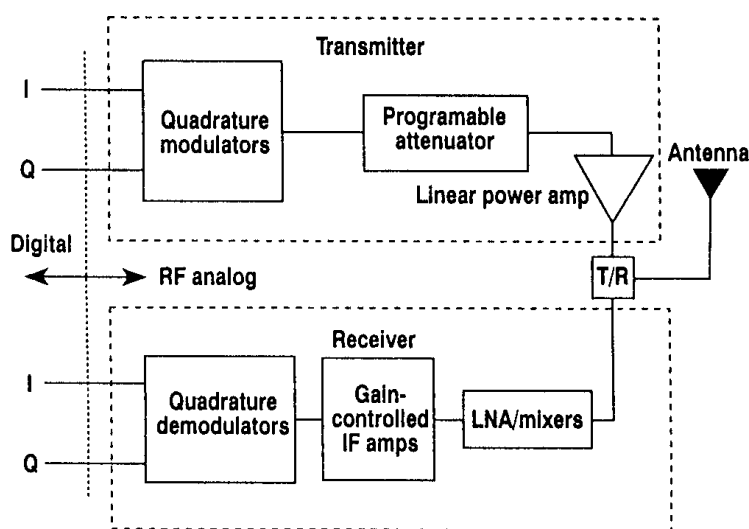 Transmitter
I
Quadrature
modulators
Programable
attenuator
Q
Linear power amp
Antenna
Digital
RF analog
T/R
Receiver
I
Quadrature
demodulators
Gain-
controlled
IF amps
LNA/mixers
Q